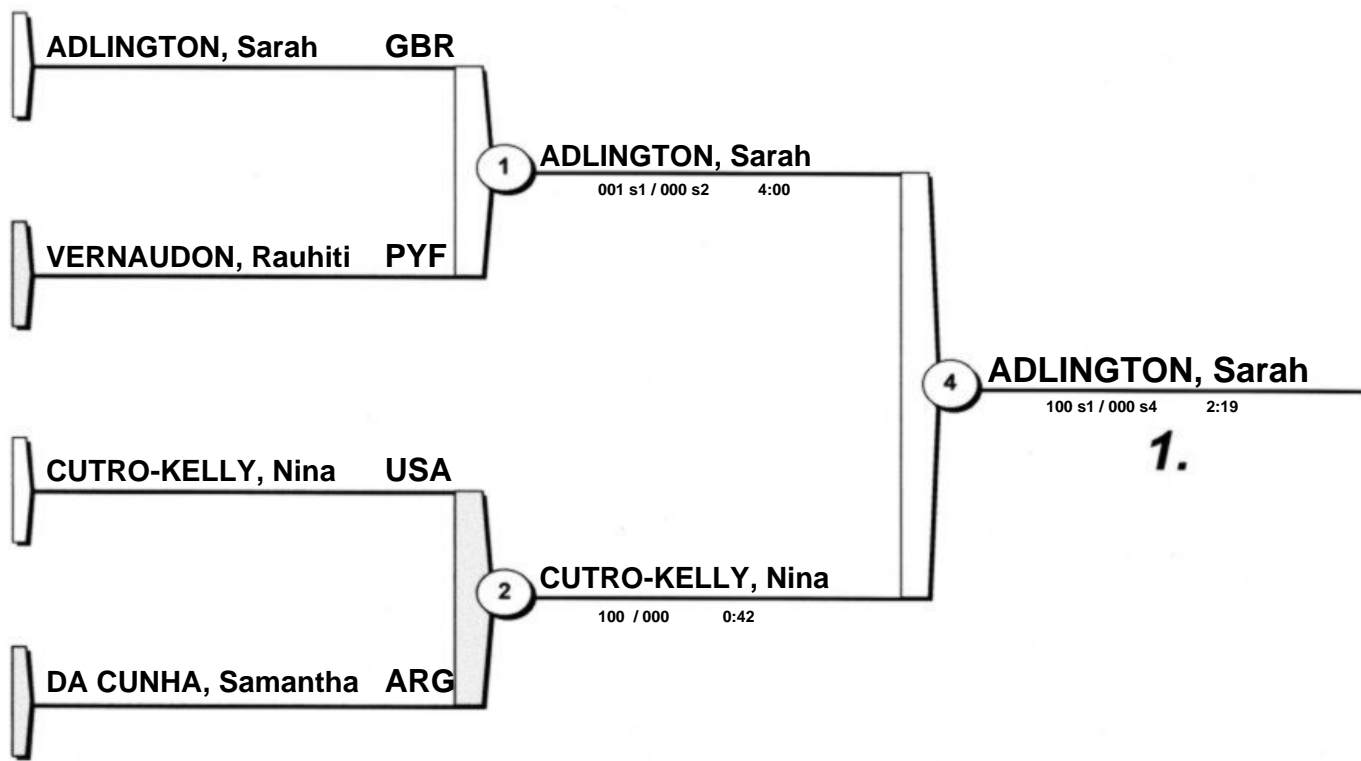 ADLINGTON, Sarah GBR
1 ADLINGTON, Sarah
001 s1 / 000 s2 4:00
VERNAUDON, Rauhiti PYF
4 ADLINGTON, Sarah
100 s1 / 000 s4 2:19
1.
CUTRO-KELLY, Nina USA
2 CUTRO-KELLY, Nina
100 / 000 0:42
DA CUNHA, Samantha ARG